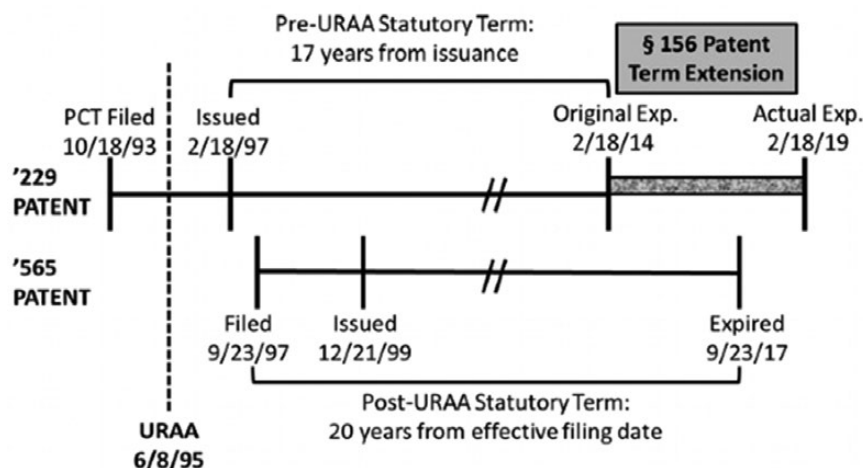 Pre-URAA Statutory Term:
17 years from issuance
§ 156 Patent
Term Extension
PCT Filed
10/18/93
Issued
2/18/97
Original Exp.
2/18/14
Actual Exp.
2/18/19
'229
PATENT
'565
PATENT
Filed
9/23/97
Issued
12/21/99
Expired
9/23/17
Post-URAA Statutory Term:
20 years from effective filing date
URAA
6/8/95